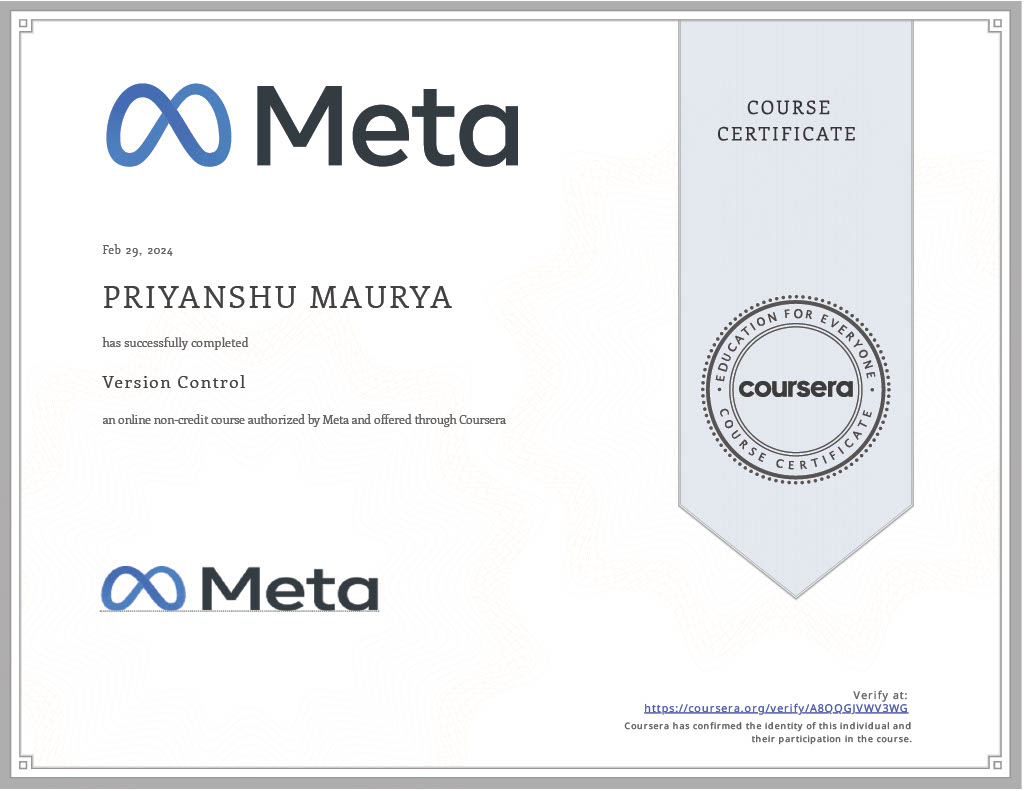 Meta
COURSE
CERTIFICATE
Feb 29, 2024
PRIYANSHU MAURYA
has successfully completed
Version Control
an online non-credit course authorized by Meta and offered through Coursera
EDUCATION FOR EVERYONE
coursera
COURSE CERTIFICATE
Meta
Verify at:
https://coursera.org/verify/A8QQGJVWV3WG
Coursera has confirmed the identity of this individual and
their participation in the course.